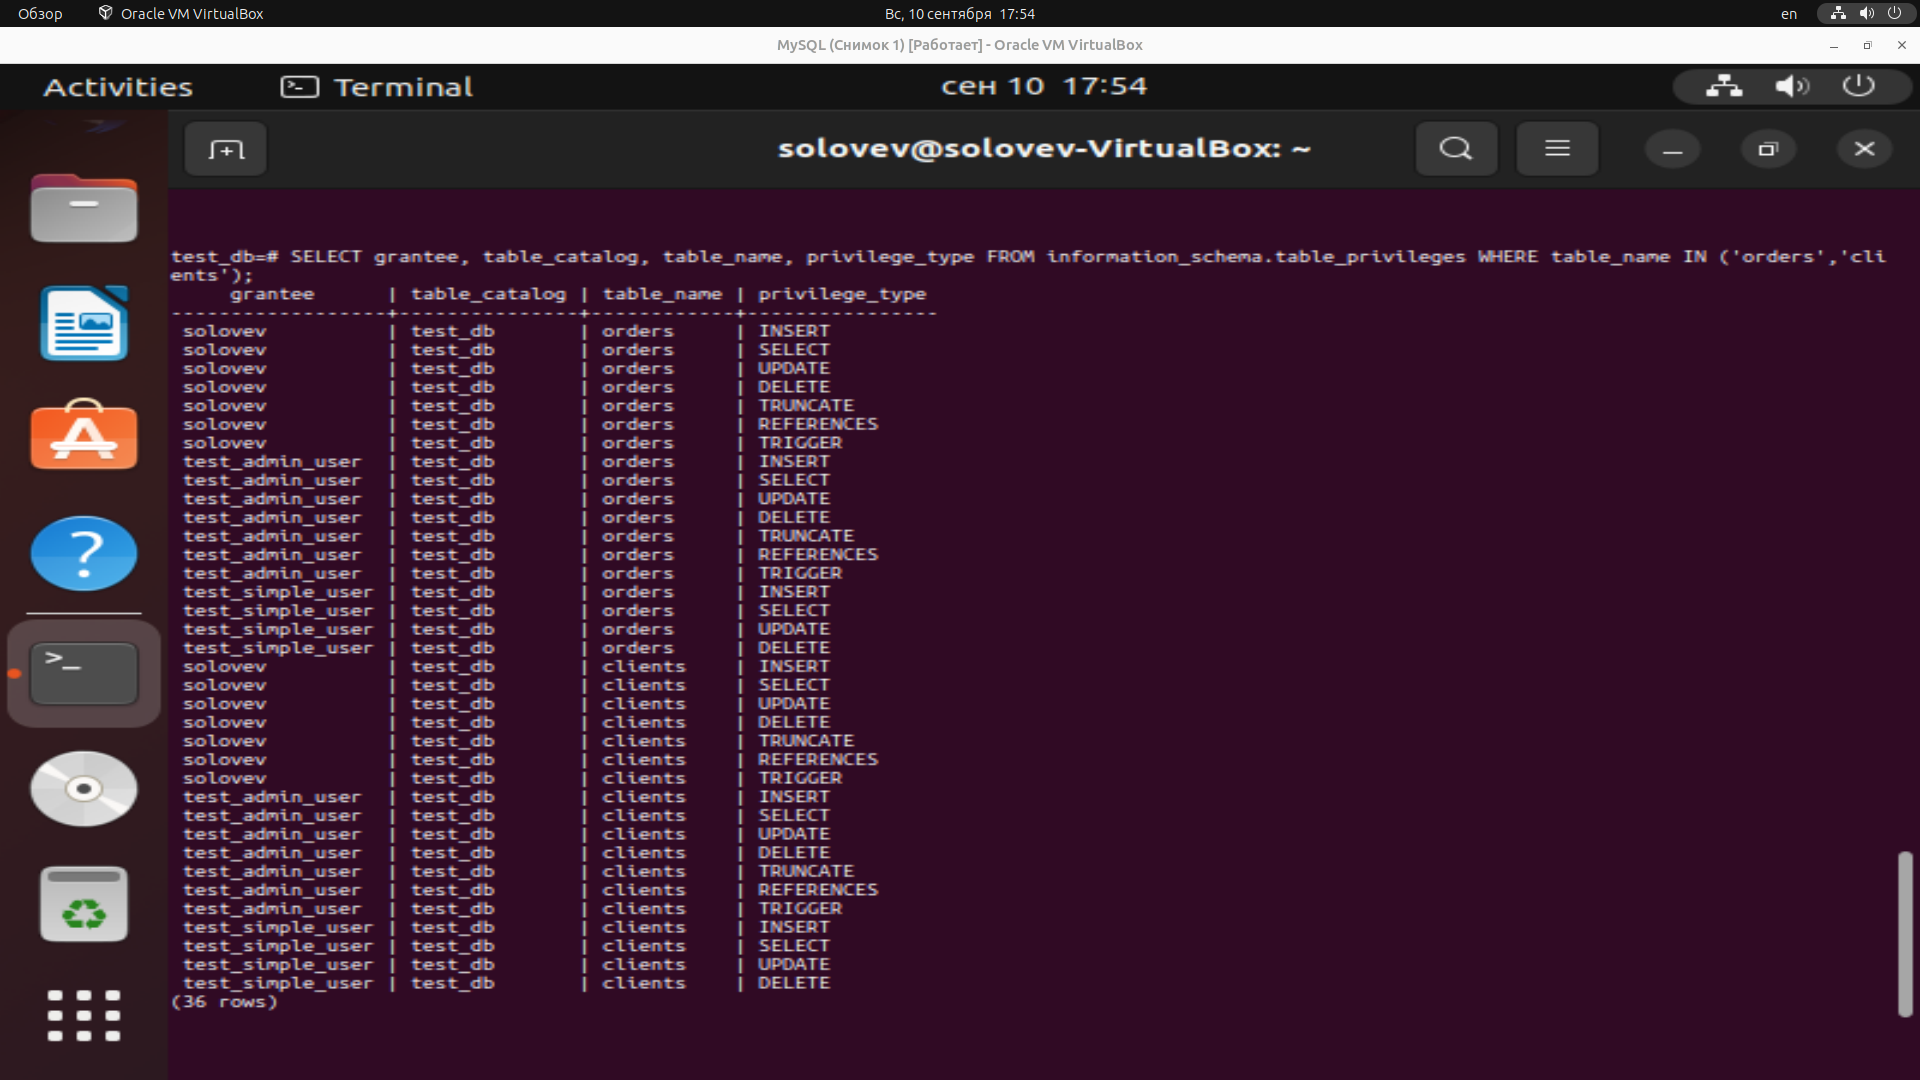 Обзор Oracle VM VirtualBox Вс, 10 сентября 17:54 en
MySQL (Снимок 1) [Работает] - Oracle VM VirtualBox
Activities Terminal сен 10 17:54
solovev@solovev-VirtualBox: ~
test_db=# SELECT grantee, table_catalog, table_name, privilege_type FROM information_schema.table_privileges WHERE table_name IN ('orders','cli
ents');
grantee | table_catalog | table_name | privilege_type
------------------+---------------+------------+----------------
solovev | test_db | orders | INSERT
solovev | test_db | orders | SELECT
solovev | test_db | orders | UPDATE
solovev | test_db | orders | DELETE
solovev | test_db | orders | TRUNCATE
solovev | test_db | orders | REFERENCES
solovev | test_db | orders | TRIGGER
test_admin_user | test_db | orders | INSERT
test_admin_user | test_db | orders | SELECT
test_admin_user | test_db | orders | UPDATE
test_admin_user | test_db | orders | DELETE
test_admin_user | test_db | orders | TRUNCATE
test_admin_user | test_db | orders | REFERENCES
test_admin_user | test_db | orders | TRIGGER
test_simple_user | test_db | orders | INSERT
test_simple_user | test_db | orders | SELECT
test_simple_user | test_db | orders | UPDATE
test_simple_user | test_db | orders | DELETE
solovev | test_db | clients | INSERT
solovev | test_db | clients | SELECT
solovev | test_db | clients | UPDATE
solovev | test_db | clients | DELETE
solovev | test_db | clients | TRUNCATE
solovev | test_db | clients | REFERENCES
solovev | test_db | clients | TRIGGER
test_admin_user | test_db | clients | INSERT
test_admin_user | test_db | clients | SELECT
test_admin_user | test_db | clients | UPDATE
test_admin_user | test_db | clients | DELETE
test_admin_user | test_db | clients | TRUNCATE
test_admin_user | test_db | clients | REFERENCES
test_admin_user | test_db | clients | TRIGGER
test_simple_user | test_db | clients | INSERT
test_simple_user | test_db | clients | SELECT
test_simple_user | test_db | clients | UPDATE
test_simple_user | test_db | clients | DELETE
(36 rows)